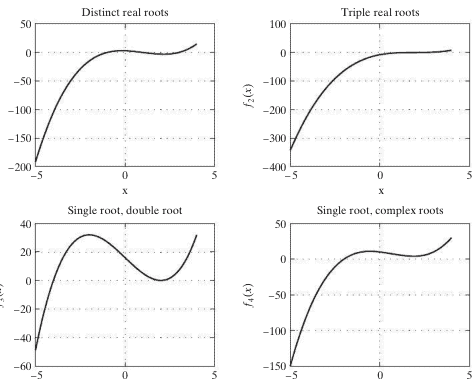 Distinct real roots
50
0
−50
−100
−150
−200
−5 0 5
x
Triple real roots
100
0
−100
−200
−300
−400
−5 0 5
x
f₂(x)
Single root, double root
40
20
0
−20
−40
−60
−5 0 5
Single root, complex roots
50
0
−50
−100
−150
−5 0 5
f₄(x)